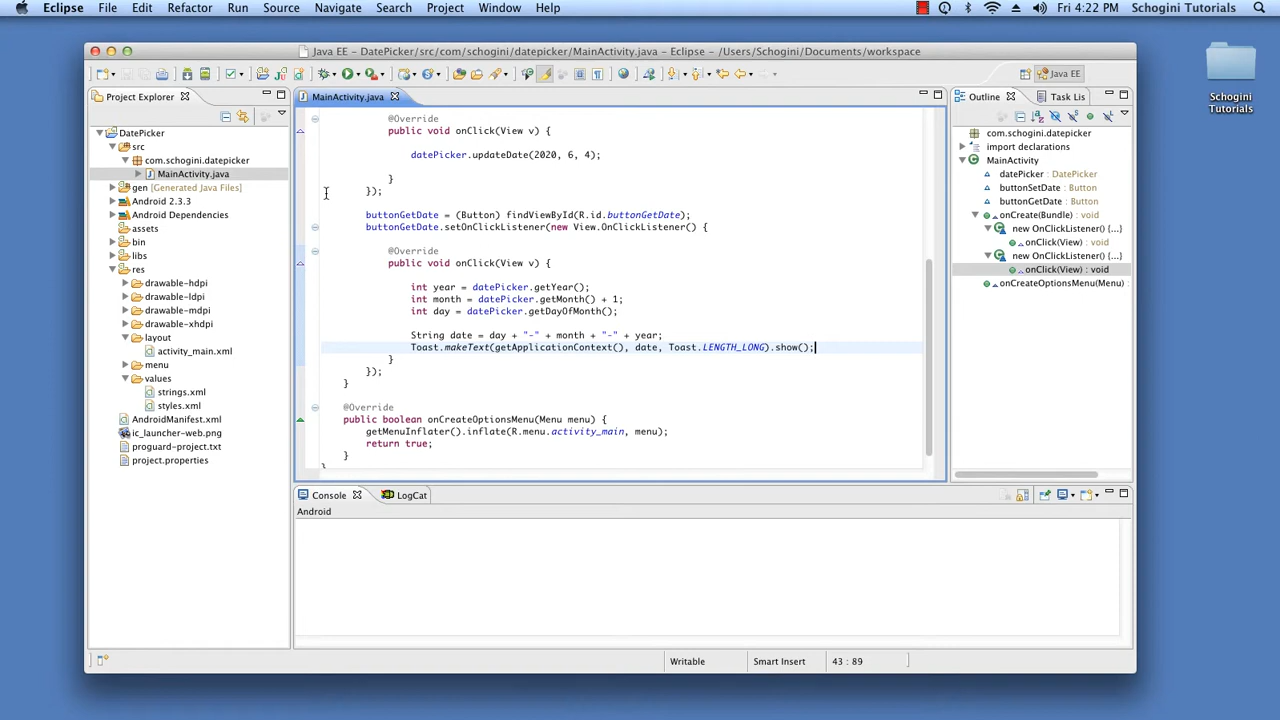 Eclipse File Edit Refactor Run Source Navigate Search Project Window Help Fri 4:22 PM Schogini Tutorials
Java EE - DatePicker/src/com/schogini/datepicker/MainActivity.java - Eclipse - /Users/Schogini/Documents/workspace
Java EE
Schogini
Tutorials
Project Explorer
DatePicker
src
com.schogini.datepicker
MainActivity.java
gen [Generated Java Files]
Android 2.3.3
Android Dependencies
assets
bin
libs
res
drawable-hdpi
drawable-ldpi
drawable-mdpi
drawable-xhdpi
layout
activity_main.xml
menu
values
strings.xml
styles.xml
AndroidManifest.xml
ic_launcher-web.png
proguard-project.txt
project.properties
MainActivity.java
@Override
public void onClick(View v) {
datePicker.updateDate(2020, 6, 4);
}
});
buttonGetDate = (Button) findViewById(R.id.buttonGetDate);
buttonGetDate.setOnClickListener(new View.OnClickListener() {
@Override
public void onClick(View v) {
int year = datePicker.getYear();
int month = datePicker.getMonth() + 1;
int day = datePicker.getDayOfMonth();
String date = day + "-" + month + "-" + year;
Toast.makeText(getApplicationContext(), date, Toast.LENGTH_LONG).show();
}
});
}
@Override
public boolean onCreateOptionsMenu(Menu menu) {
getMenuInflater().inflate(R.menu.activity_main, menu);
return true;
}
}
Outline Task Lis
com.schogini.datepicker
import declarations
MainActivity
datePicker : DatePicker
buttonSetDate : Button
buttonGetDate : Button
onCreate(Bundle) : void
new OnClickListener() {...}
onClick(View) : void
new OnClickListener() {...}
onClick(View) : void
onCreateOptionsMenu(Menu)
Console LogCat
Android
Writable Smart Insert 43 : 89